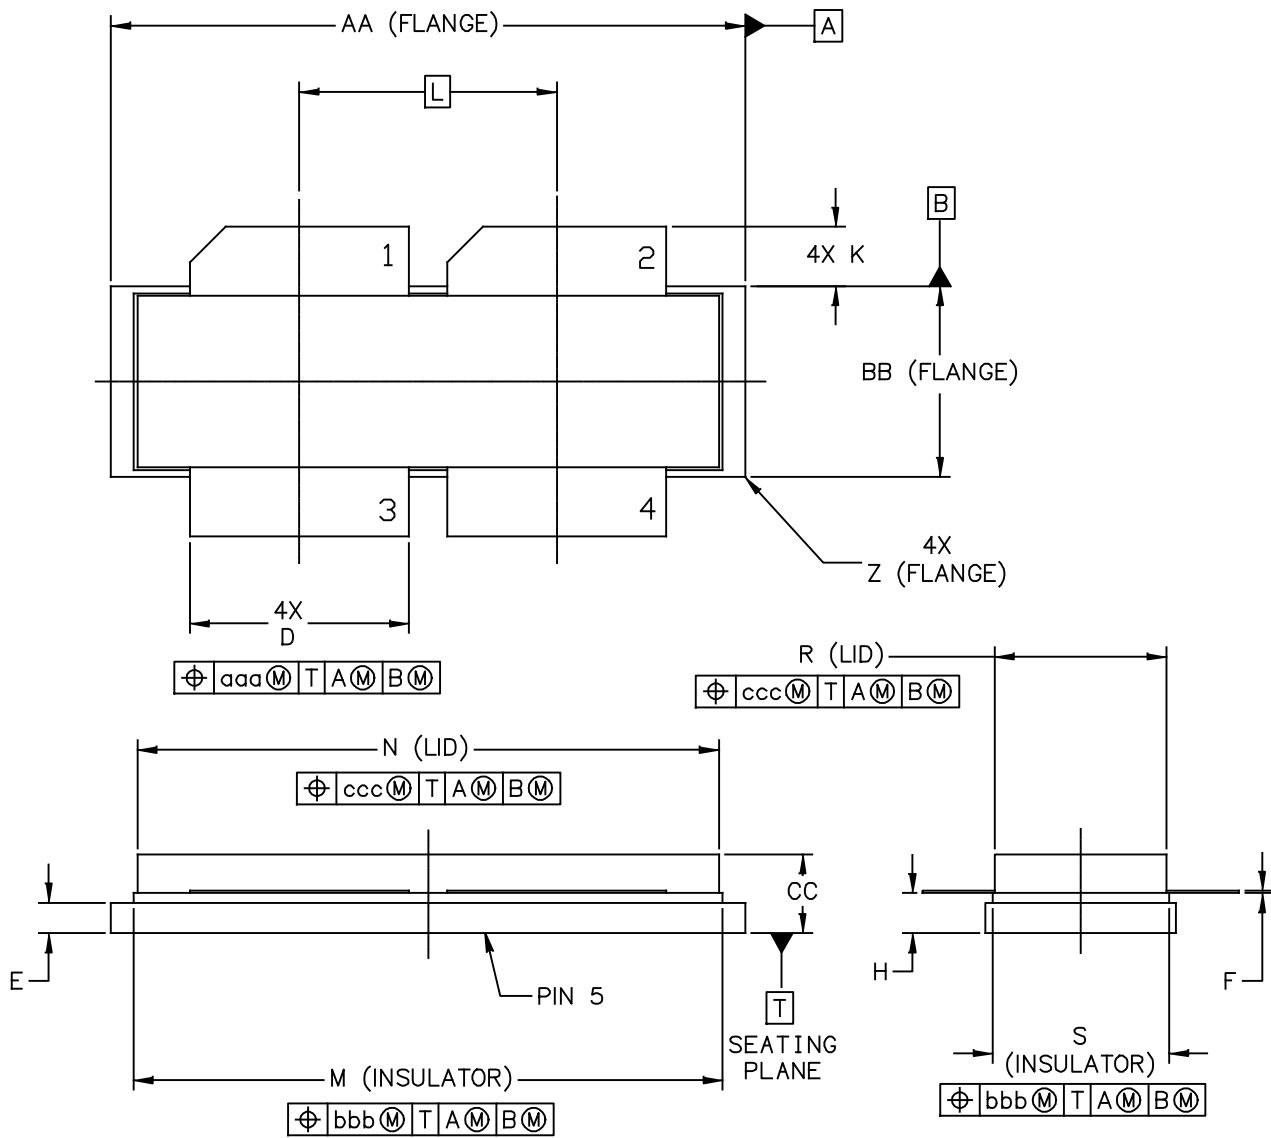 AA (FLANGE)
A
L
B
1
2
4X K
BB (FLANGE)
3
4
4X
Z (FLANGE)
4X
D
⌖ aaa Ⓜ T A Ⓜ B Ⓜ
R (LID)
⌖ ccc Ⓜ T A Ⓜ B Ⓜ
N (LID)
⌖ ccc Ⓜ T A Ⓜ B Ⓜ
CC
E
H
F
PIN 5
T
SEATING
PLANE
S
(INSULATOR)
M (INSULATOR)
⌖ bbb Ⓜ T A Ⓜ B Ⓜ
⌖ bbb Ⓜ T A Ⓜ B Ⓜ